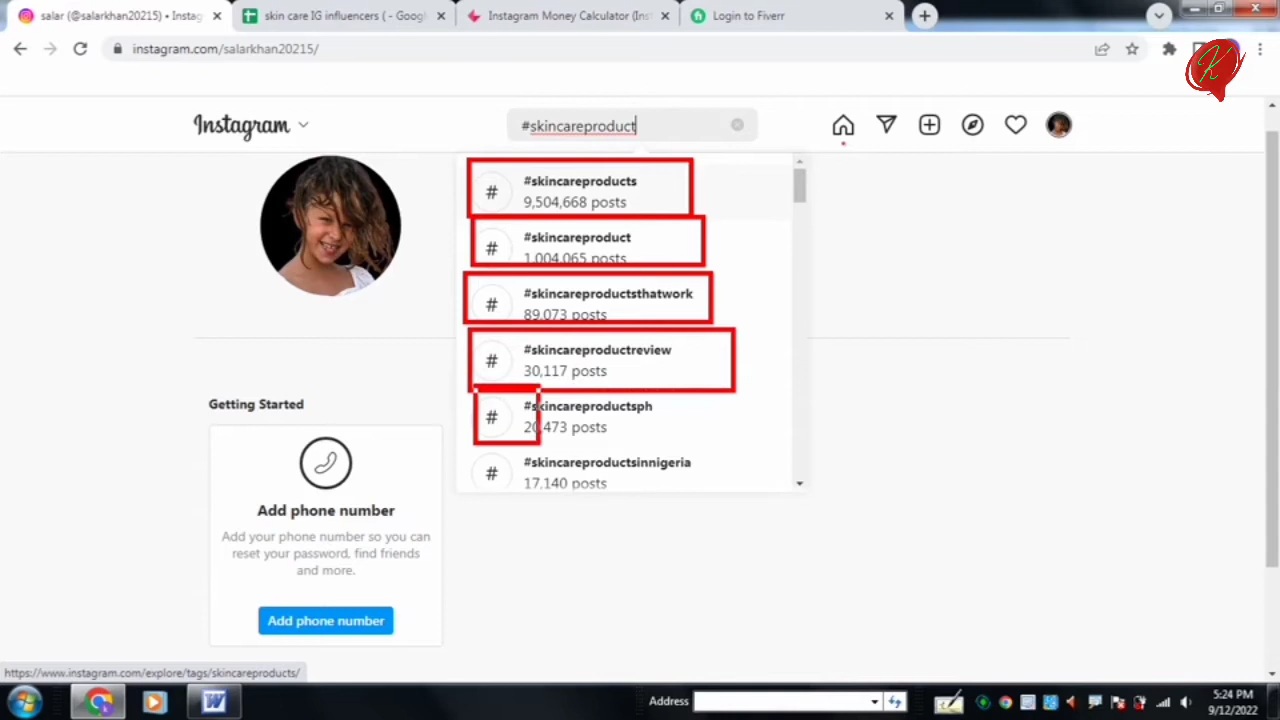 salar (@salarkhan20215) • Instag
skin care IG influencers ( - Googl
Instagram Money Calculator (Inst
Login to Fiverr
instagram.com/salarkhan20215/
K
Instagram
#skincareproduct
#skincareproducts
9,504,668 posts
#skincareproduct
1,004,065 posts
#skincareproductsthatwork
89,073 posts
#skincareproductreview
30,117 posts
#skincareproductsph
20,473 posts
#skincareproductsinnigeria
17,140 posts
Getting Started
Add phone number
Add your phone number so you can
reset your password, find friends
and more.
Add phone number
https://www.instagram.com/explore/tags/skincareproducts/
W
Address
5:24 PM
9/12/2022